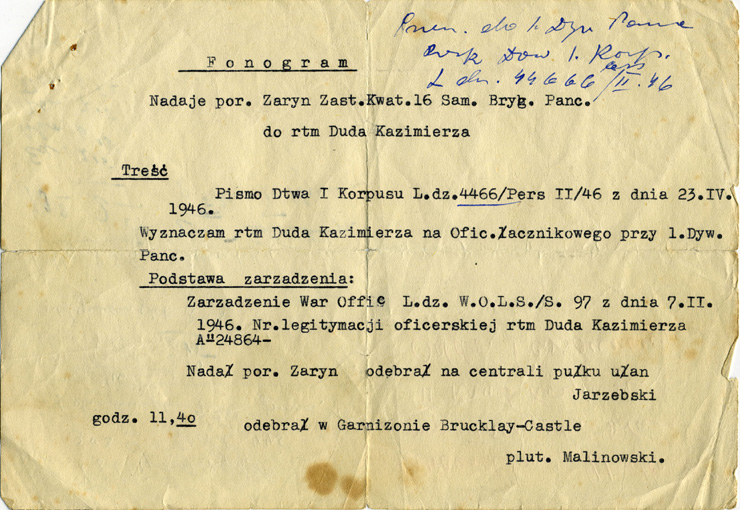 do 1 Dyw Panc
Dow 1. Korp.
L dz. 44666/pers II. 46
Fonogram
Nadaje por. Zaryn Zast.Kwat.16 Sam. Bryg. Panc.
do rtm Duda Kazimierza
Treść
Pismo Dtwa I Korpusu L.dz.4466/Pers II/46 z dnia 23.IV.
1946.
Wyznaczam rtm Duda Kazimierza na Ofic.łacznikowego przy 1.Dyw.
Panc.
Podstawa zarzadzenia:
Zarzadzenie War Offic L.dz. W.O.L.S./S. 97 z dnia 7.II.
1946. Nr.legitymacji oficerskiej rtm Duda Kazimierza
A"24864-
Nadał por. Zaryn odebrał na centrali pułku ułan
Jarzebski
godz. 11,40 odebrał w Garnizonie Brucklay-Castle
plut. Malinowski.